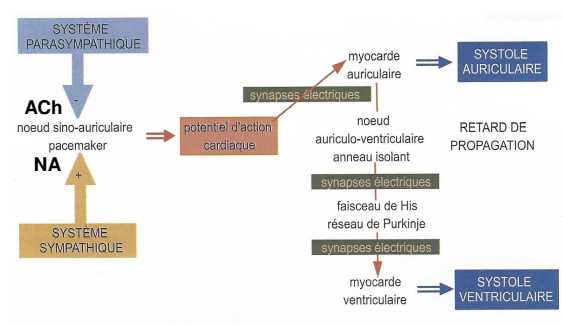 SYSTÈME
PARASYMPATHIQUE
ACh
-
noeud sino-auriculaire
pacemaker
NA
+
SYSTÈME
SYMPATHIQUE
potentiel d'action
cardiaque
synapses électriques
myocarde
auriculaire
SYSTOLE
AURICULAIRE
noeud
auriculo-ventriculaire
anneau isolant
RETARD DE
PROPAGATION
synapses électriques
faisceau de His
réseau de Purkinje
synapses électriques
myocarde
ventriculaire
SYSTOLE
VENTRICULAIRE